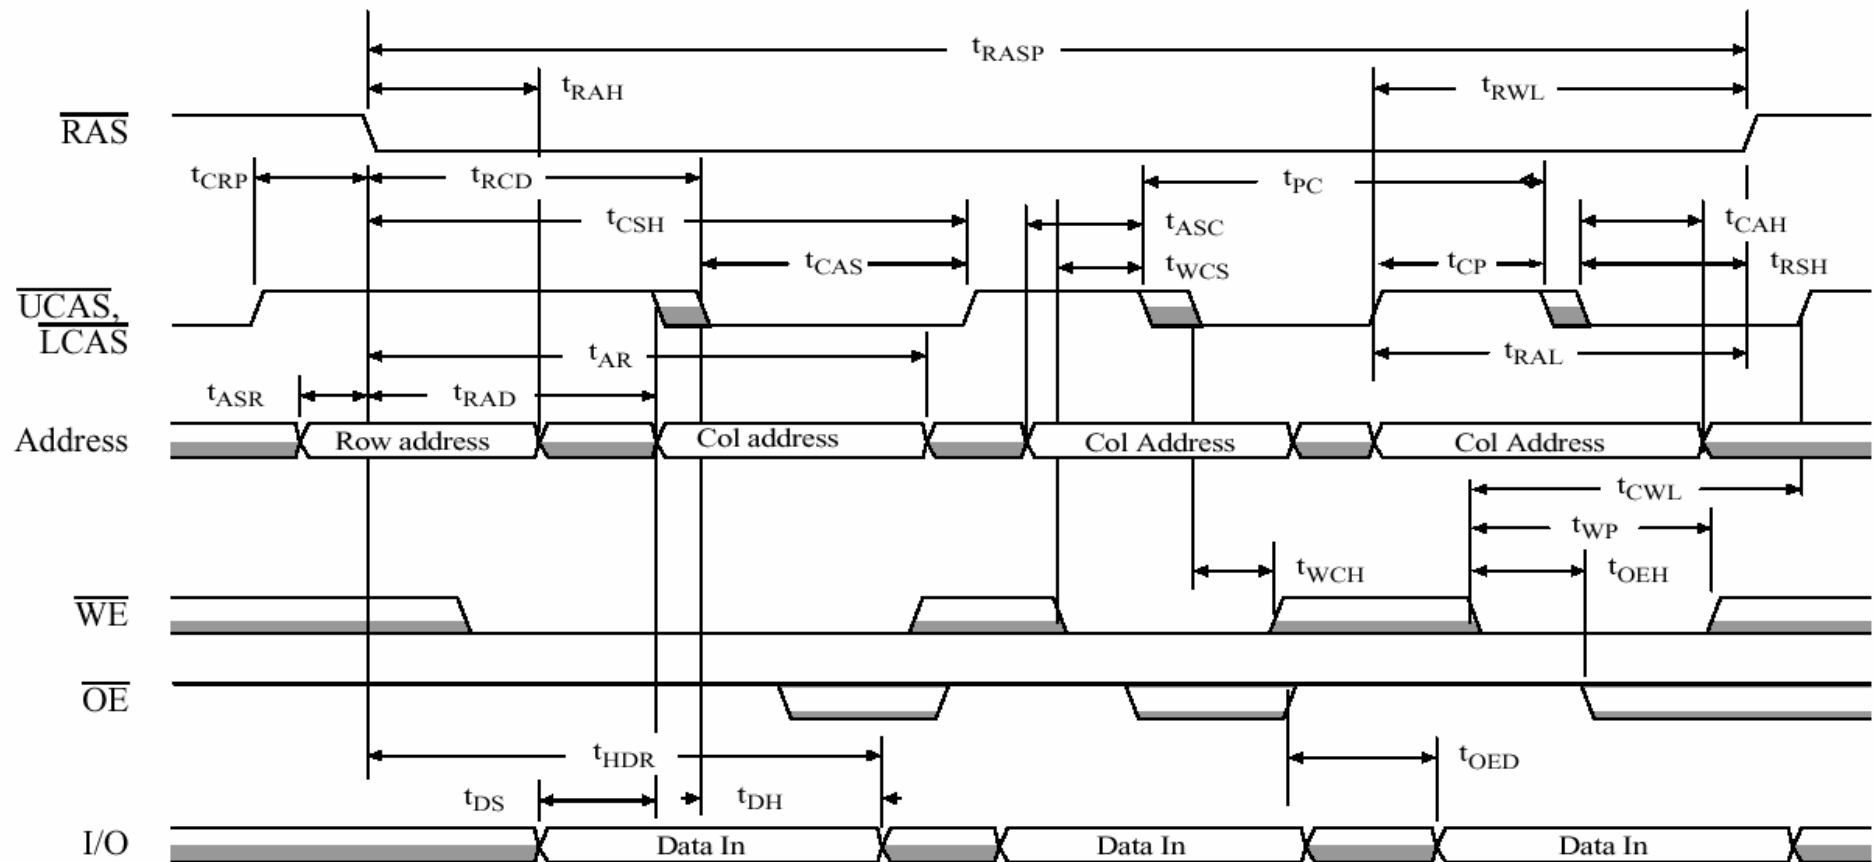 tRASP
tRAH tRWL
RAS
tCRP tRCD tPC
tCSH tASC tCAH
tCAS tWCS tCP tRSH
UCAS,
LCAS
tAR tRAL
tASR tRAD
Address Row address Col address Col Address Col Address
tCWL
tWP
tWCH tOEH
WE
OE
tHDR tOED
tDS tDH
I/O Data In Data In Data In